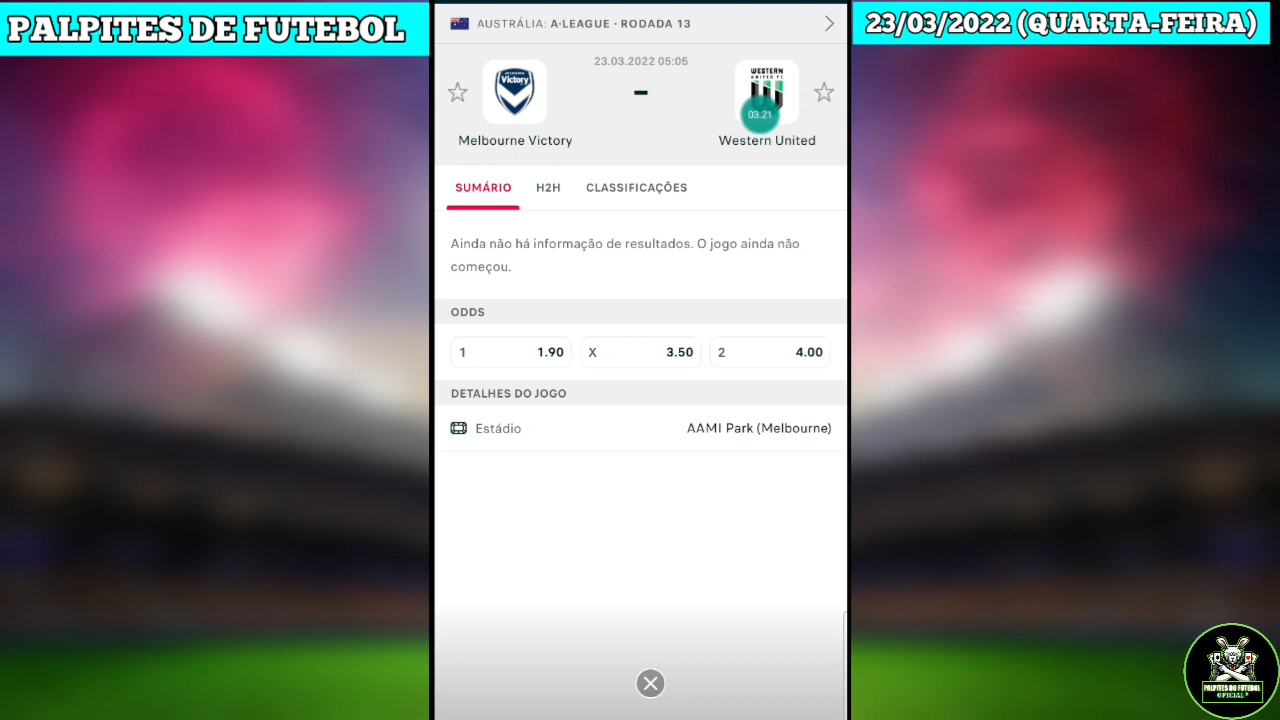 PALPITES DE FUTEBOL
23/03/2022 (QUARTA-FEIRA)
AUSTRÁLIA: A-LEAGUE - RODADA 13
23.03.2022 05:05
Victory
WESTERN
UNITED FC
03.21
-
Melbourne Victory
Western United
SUMÁRIO H2H CLASSIFICAÇÕES
Ainda não há informação de resultados. O jogo ainda não
começou.
ODDS
1 1.90 X 3.50 2 4.00
DETALHES DO JOGO
Estádio AAMI Park (Melbourne)
PALPITES DO FUTEBOL
OFICIAL